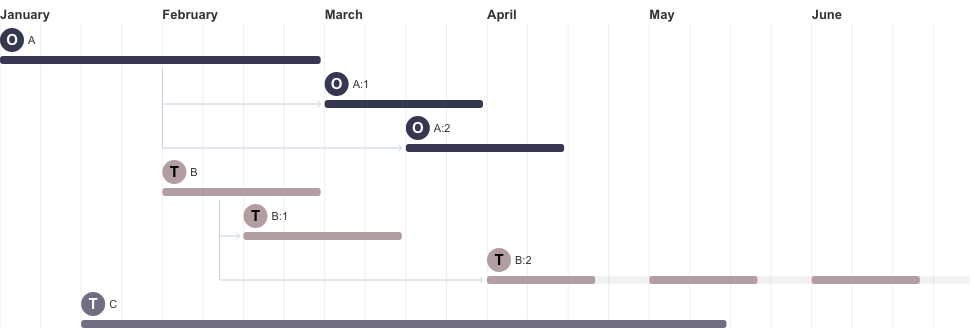 January February March April May June
O A
O A:1
O A:2
T B
T B:1
T B:2
T C